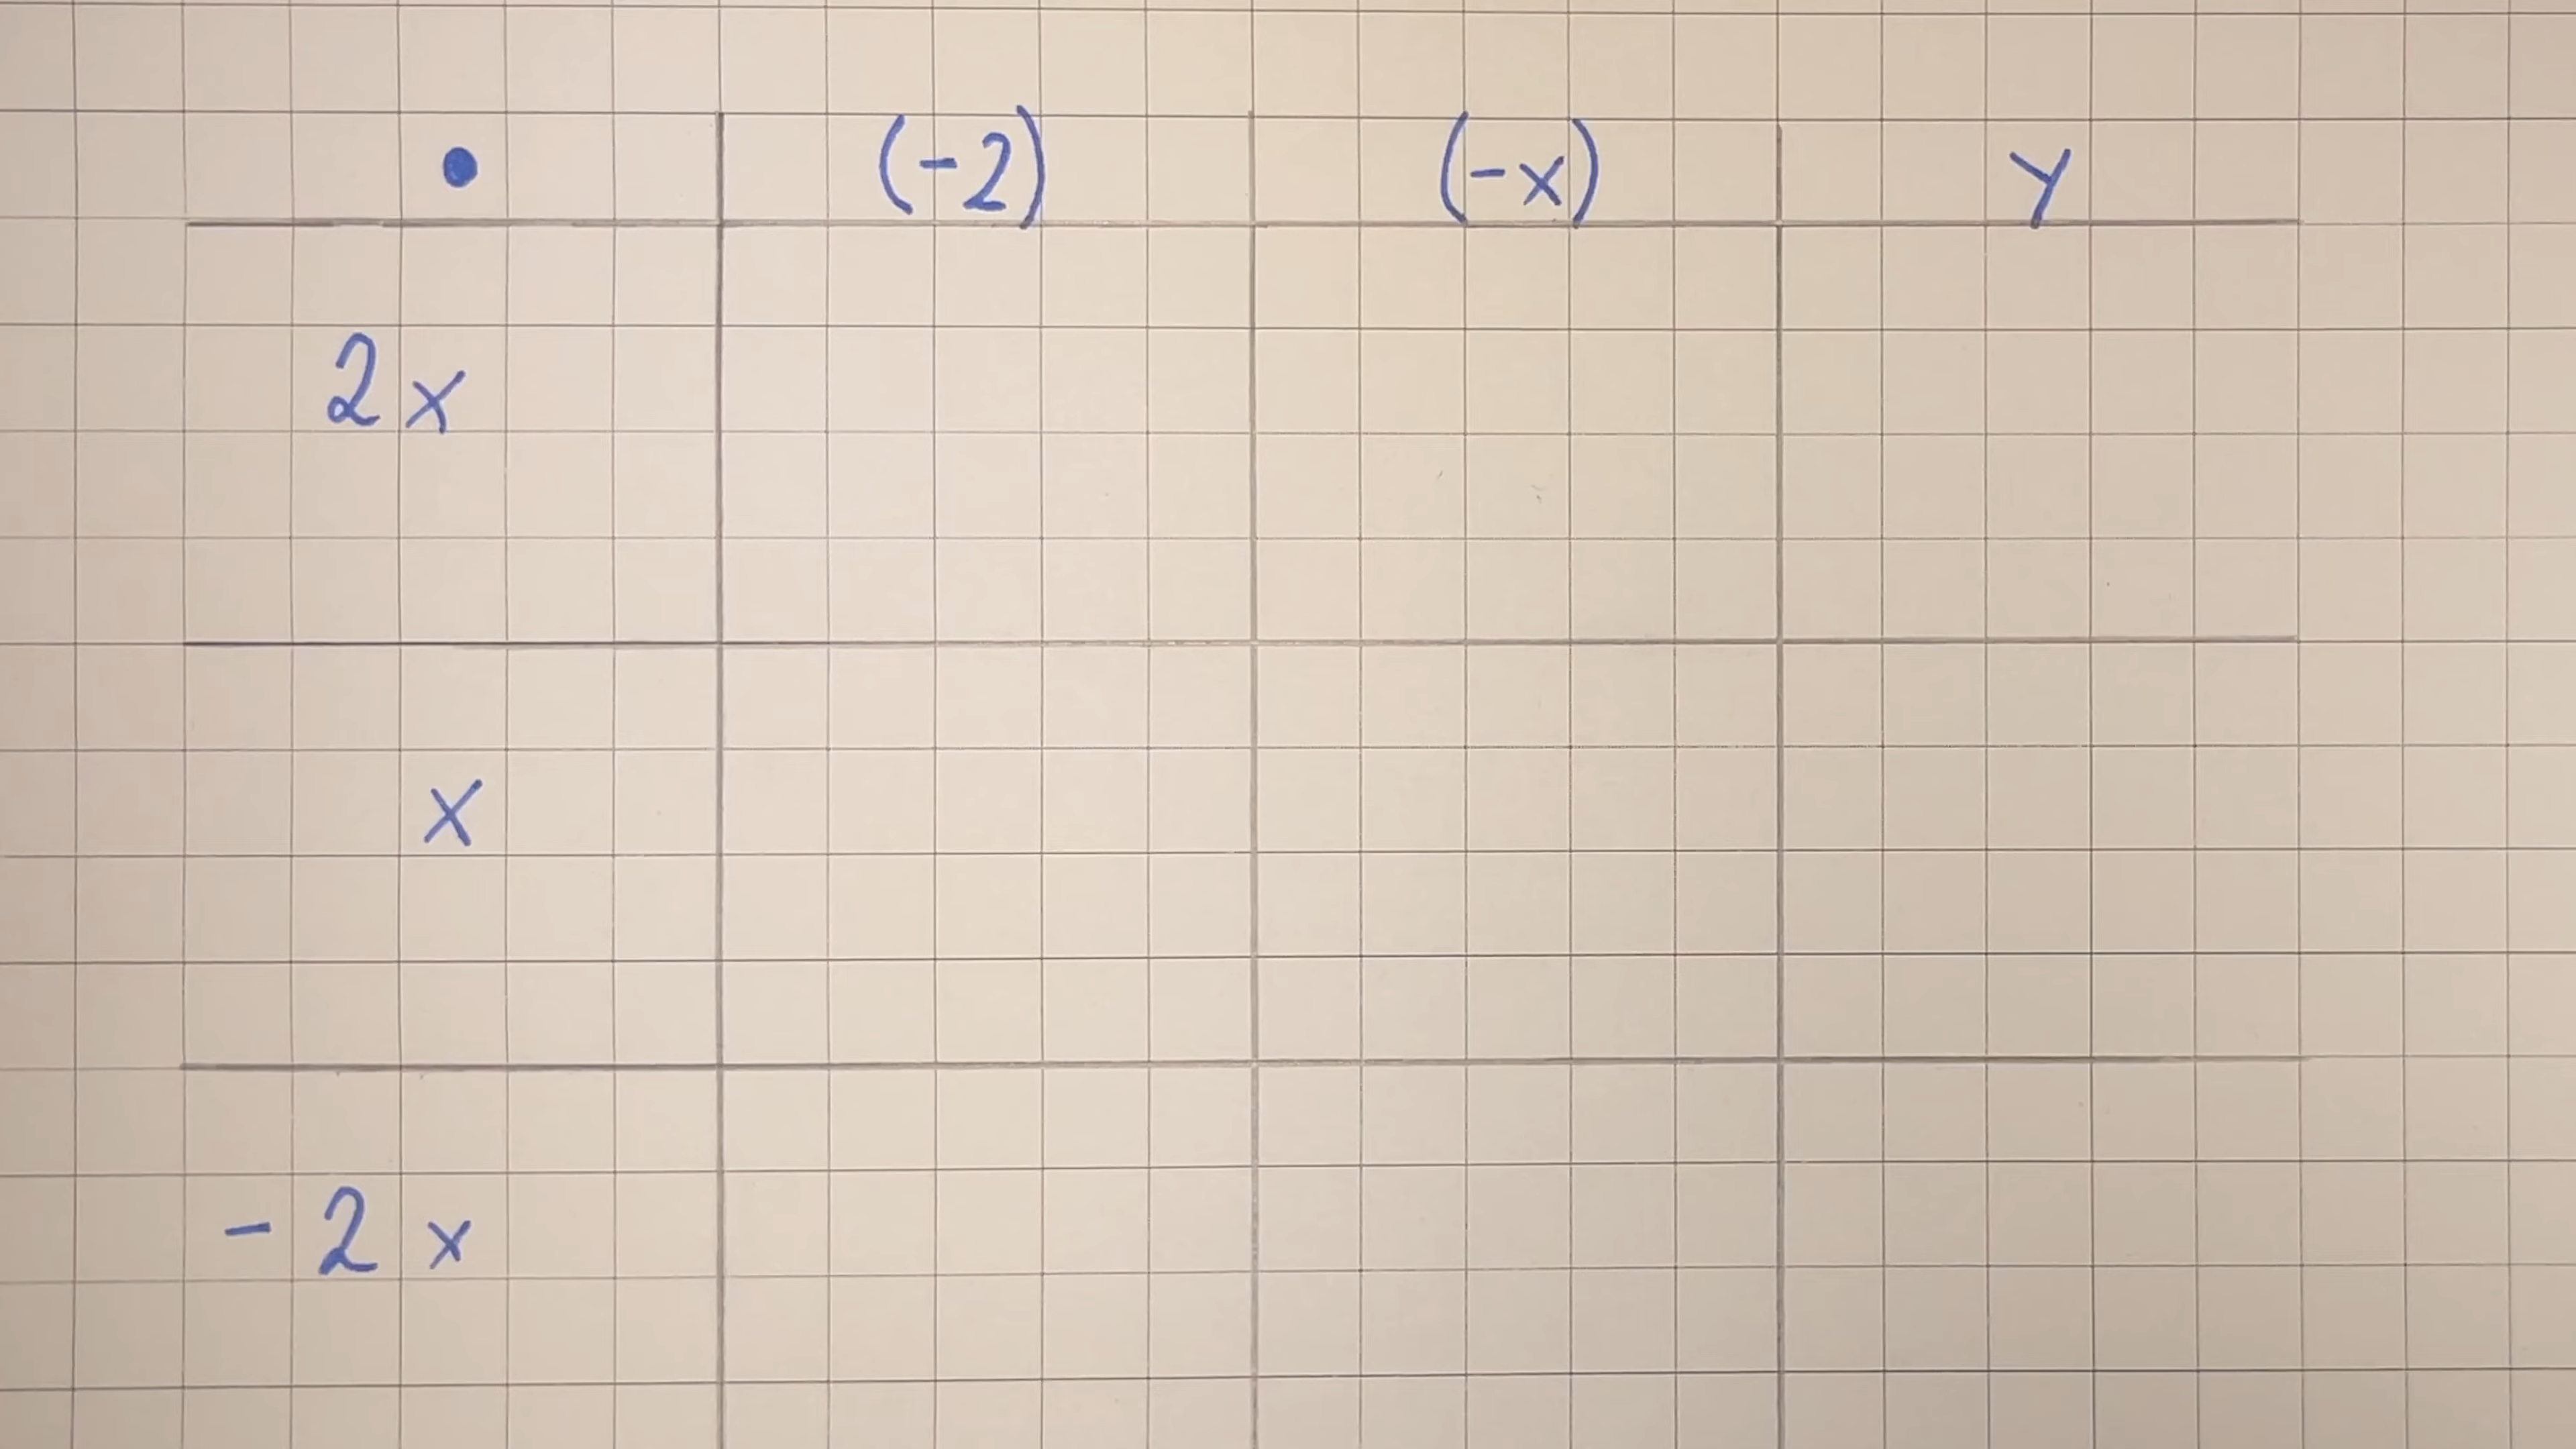 • (-2) (-x) y
2x
x
-2x